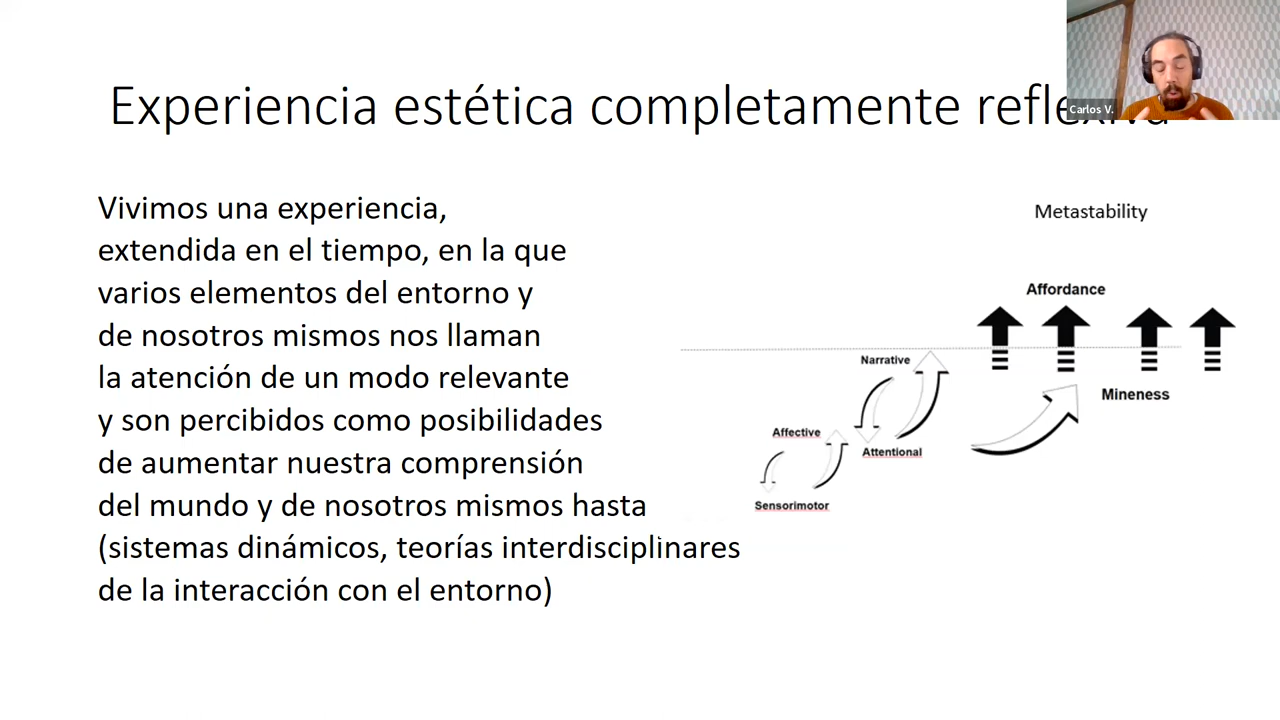 Experiencia estética completamente reflexiva
Carlos V.
Vivimos una experiencia,
extendida en el tiempo, en la que
varios elementos del entorno y
de nosotros mismos nos llaman
la atención de un modo relevante
y son percibidos como posibilidades
de aumentar nuestra comprensión
del mundo y de nosotros mismos hasta
(sistemas dinámicos, teorías interdisciplinares
de la interacción con el entorno)
Metastability
Affordance
Narrative
Mineness
Affective
Attentional
Sensorimotor